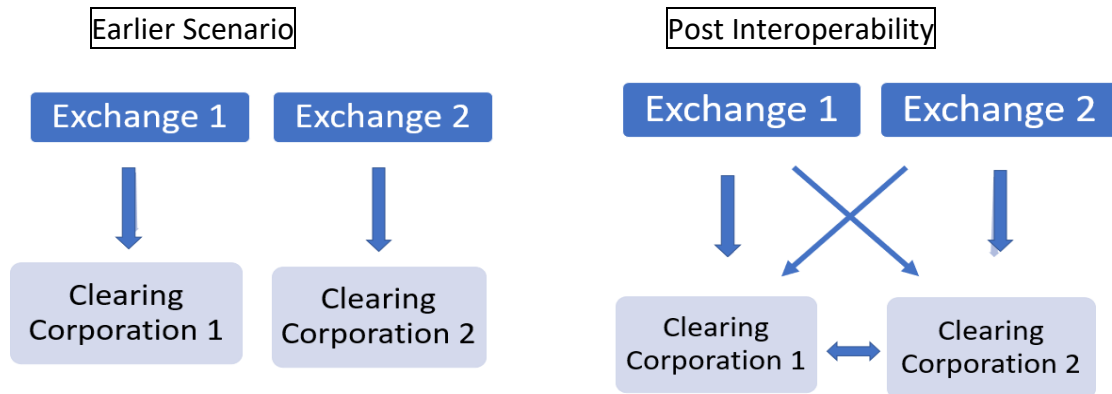 Earlier Scenario
Post Interoperability
Exchange 1
Exchange 2
Exchange 1
Exchange 2
Clearing
Corporation 1
Clearing
Corporation 2
Clearing
Corporation 1
Clearing
Corporation 2